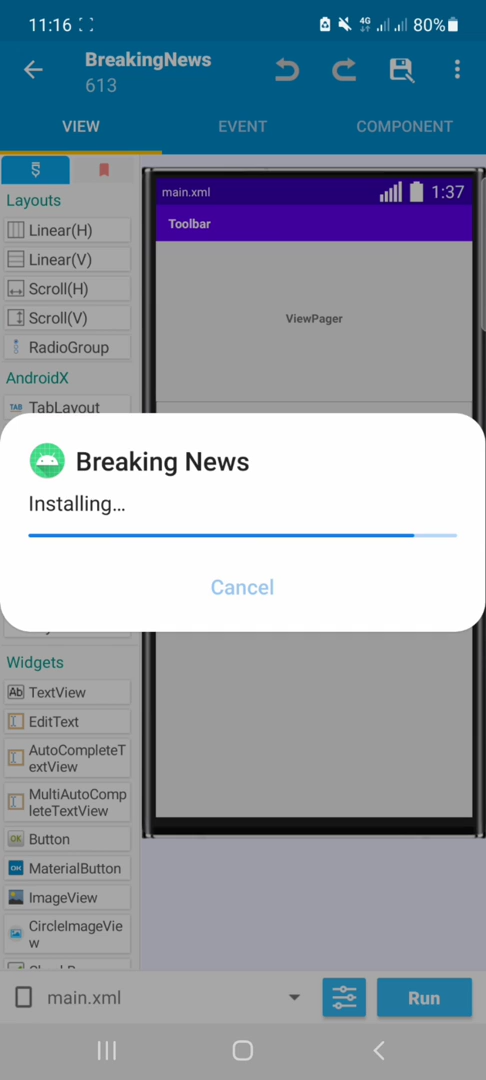 11:16
4G
80%
BreakingNews
613
VIEW
EVENT
COMPONENT
main.xml
1:37
Layouts
Toolbar
Linear(H)
Linear(V)
Scroll(H)
ViewPager
Scroll(V)
RadioGroup
AndroidX
TAB TabLayout
Breaking News
Installing...
Cancel
Widgets
Ab TextView
EditText
AutoCompleteT
extView
MultiAutoComp
leteTextView
OK Button
OK MaterialButton
ImageView
CircleImageVie
w
main.xml
Run